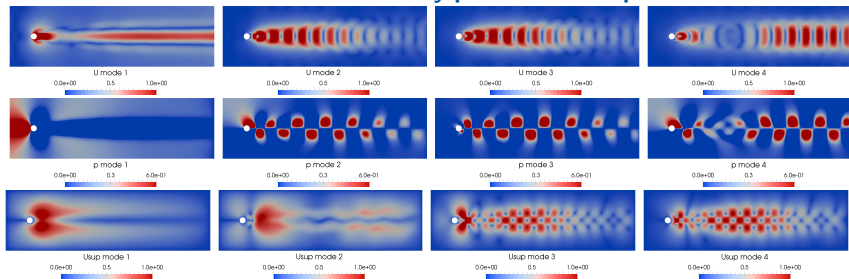 U mode 1 U mode 2 U mode 3 U mode 4
0.0e+00 0.5 1.0e+00 0.0e+00 0.5 1.0e+00 0.0e+00 0.5 1.0e+00 0.0e+00 0.5 1.0e+00
p mode 1 p mode 2 p mode 3 p mode 4
0.0e+00 0.3 6.0e-01 0.0e+00 0.3 6.0e-01 0.0e+00 0.3 6.0e-01 0.0e+00 0.3 6.0e-01
Usup mode 1 Usup mode 2 Usup mode 3 Usup mode 4
0.0e+00 0.5 1.0e+00 0.0e+00 0.5 1.0e+00 0.0e+00 0.5 1.0e+00 0.0e+00 0.5 1.0e+00